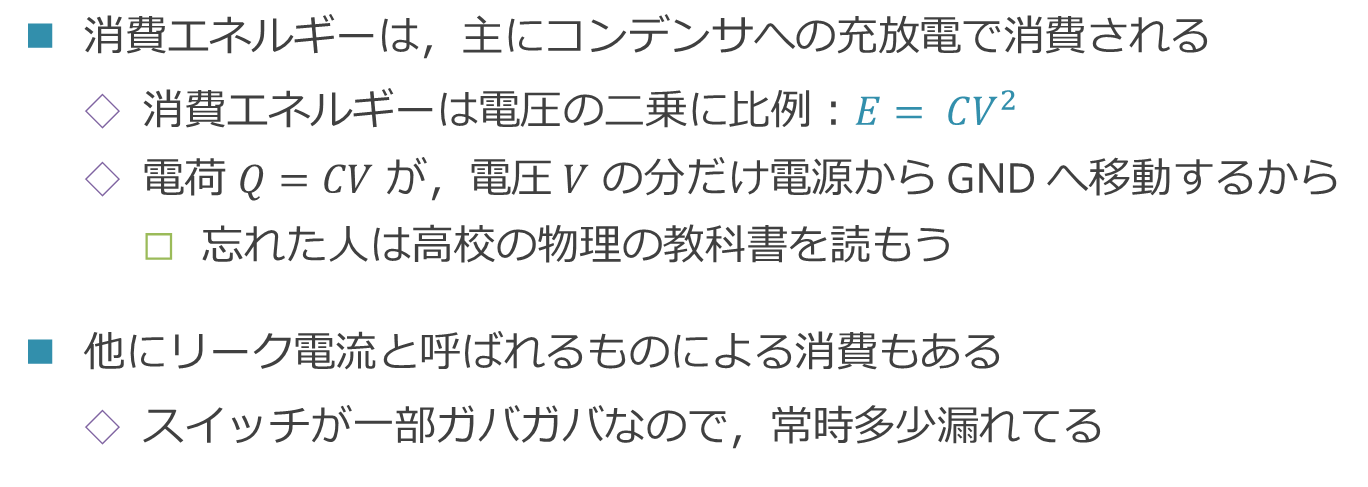 ■ 消費エネルギーは，主にコンデンサへの充放電で消費される
◇ 消費エネルギーは電圧の二乗に比例：E = CV²
◇ 電荷 Q = CV が，電圧 V の分だけ電源から GND へ移動するから
□ 忘れた人は高校の物理の教科書を読もう
■ 他にリーク電流と呼ばれるものによる消費もある
◇ スイッチが一部ガバガバなので，常時多少漏れてる